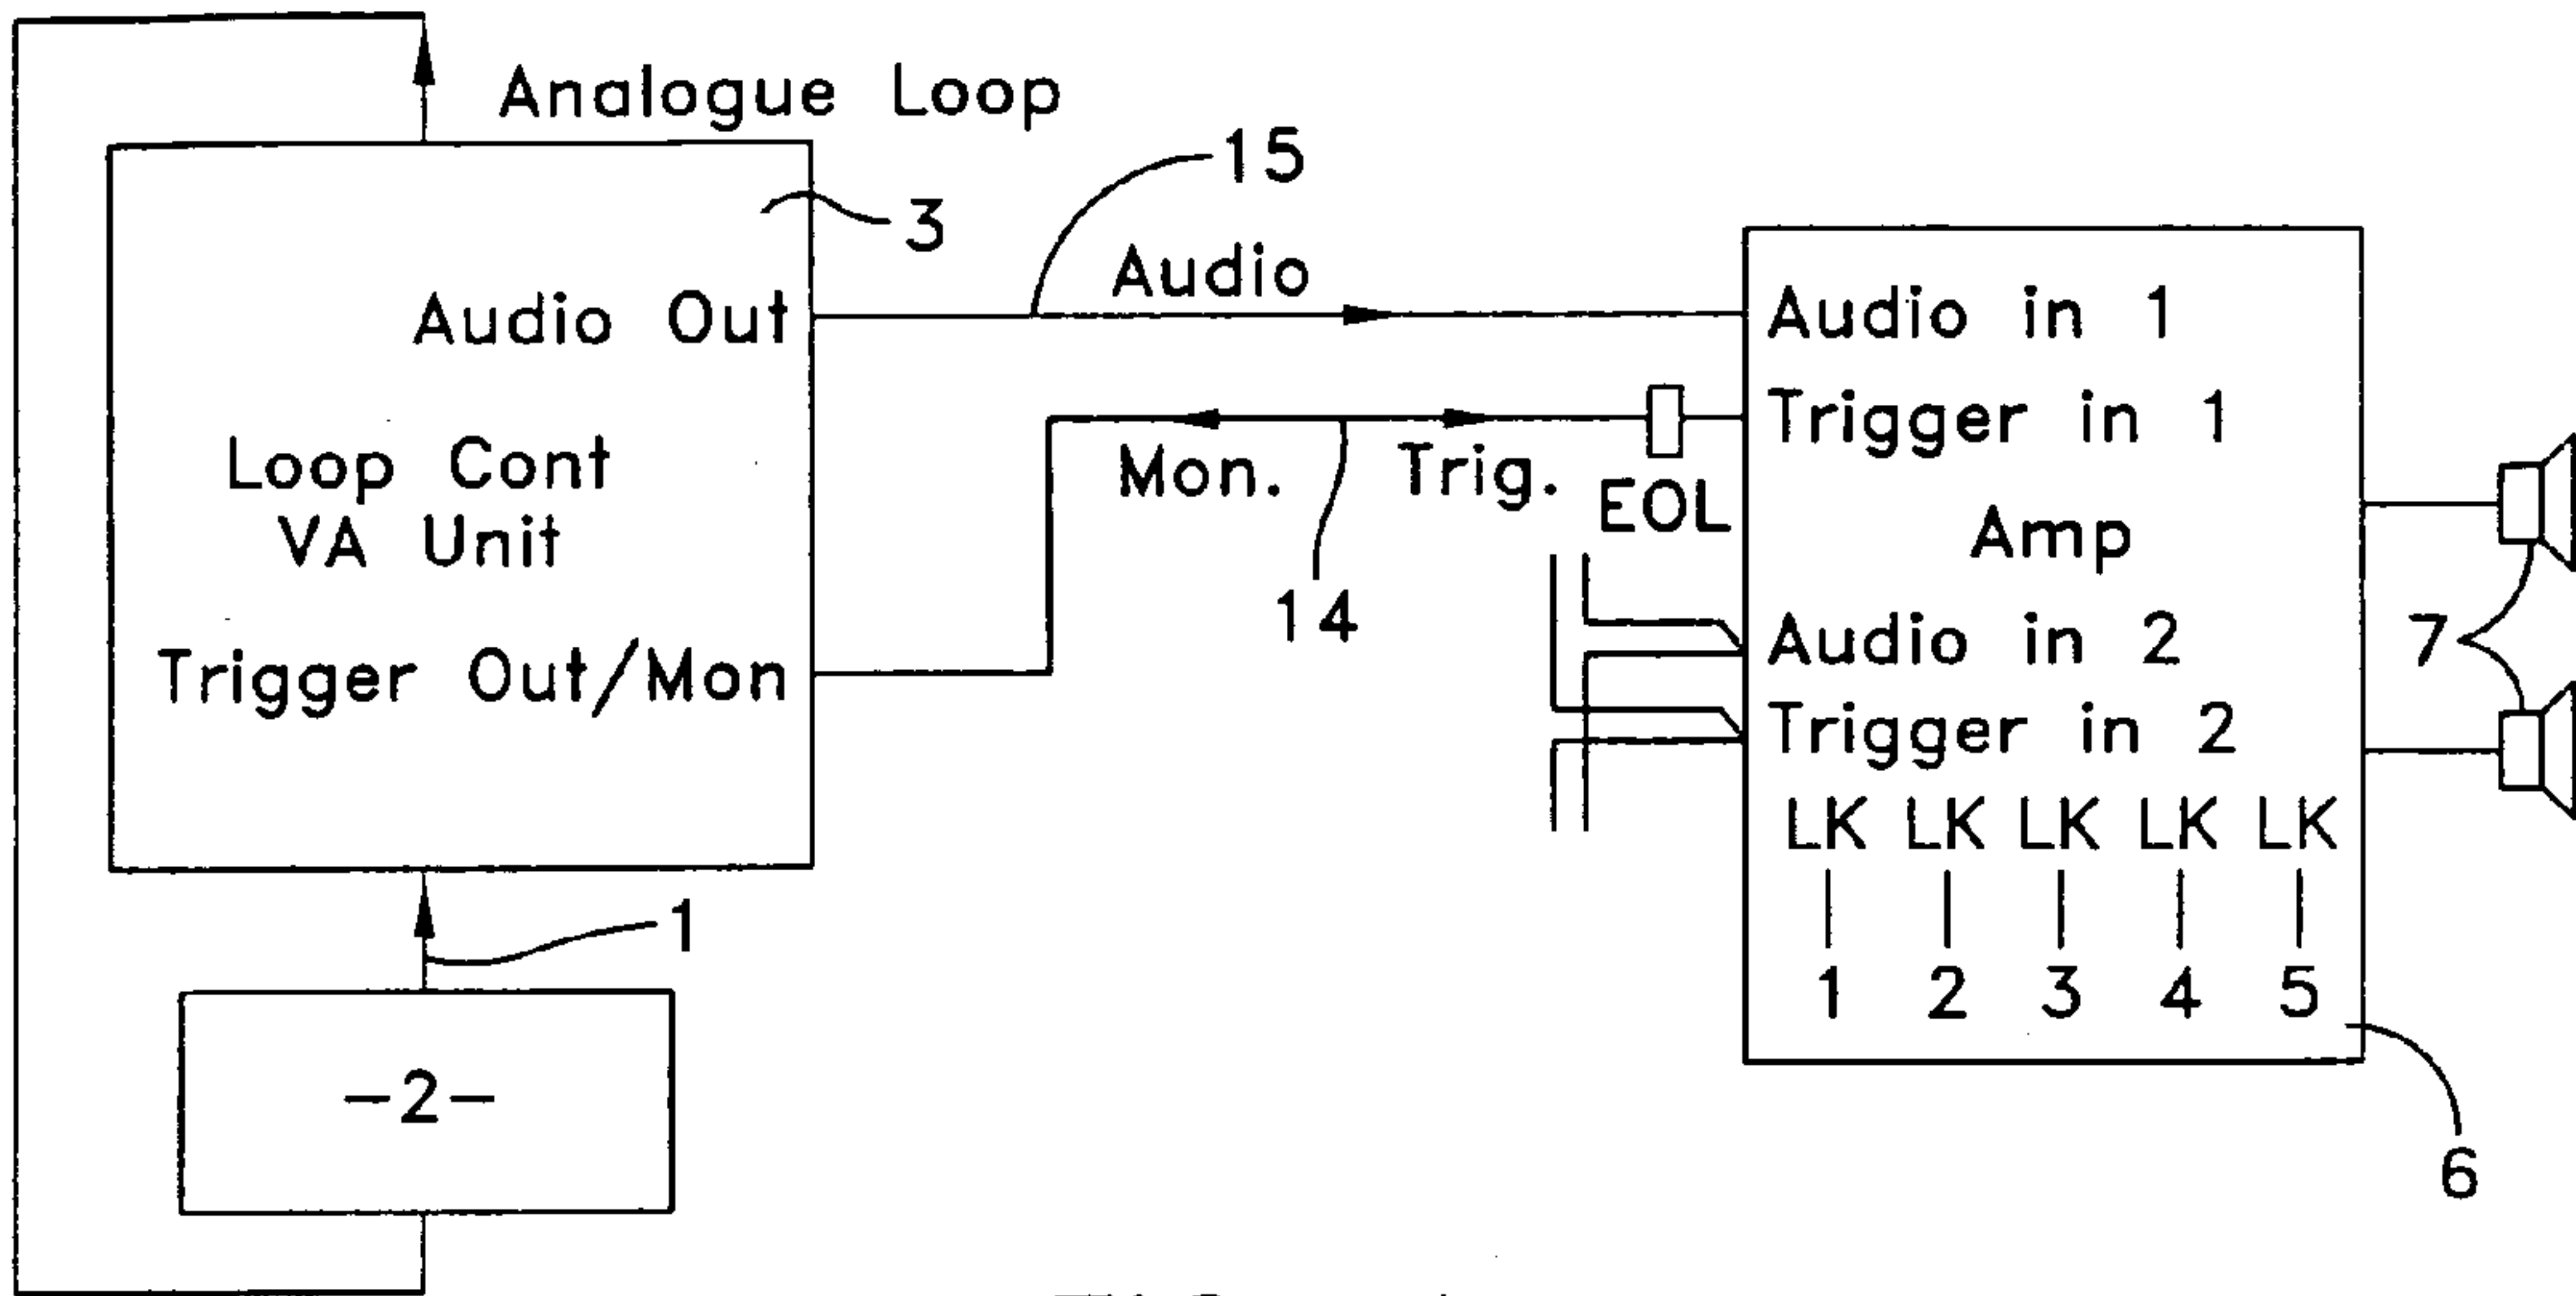 Analogue Loop
15
3
Audio
Audio Out
Audio in 1
Trigger in 1
Mon.
Trig.
Loop Cont
VA Unit
EOL
Amp
14
Audio in 2
7
Trigger Out/Mon
Trigger in 2
LK LK LK LK LK
1
1 2 3 4 5
-2-
6